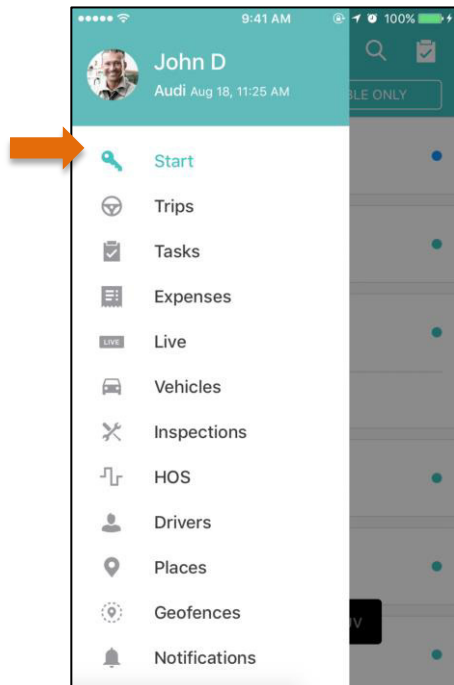 9:41 AM
100%
John D
Audi Aug 18, 11:25 AM
BLE ONLY
Start
Trips
Tasks
Expenses
LIVE Live
Vehicles
Inspections
HOS
Drivers
Places
Geofences
Notifications